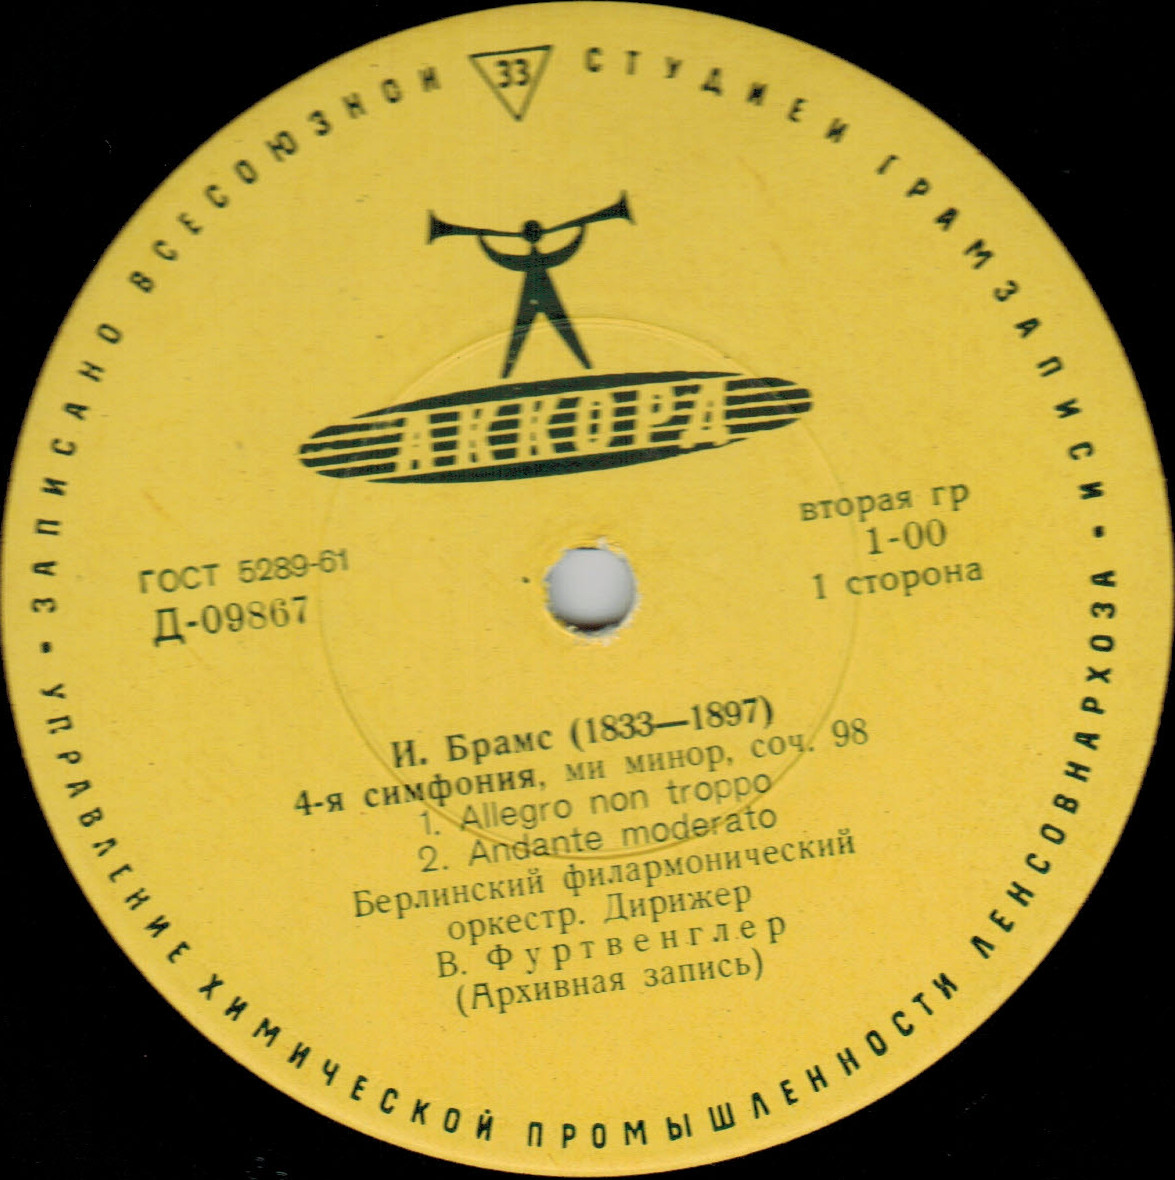 ЗАПИСАНО ВСЕСОЮЗНОЙ СТУДИЕЙ ГРАМЗАПИСИ
33
АККОРД
ГОСТ 5289-61
Д-09867
вторая гр
1-00
1 сторона
И. Брамс (1833—1897)
4-я симфония, ми минор, соч. 98
1. Allegro non troppo
2. Andante moderato
Берлинский филармонический
оркестр. Дирижер
В. Фуртвенглер
(Архивная запись)
УПРАВЛЕНИЕ ХИМИЧЕСКОЙ ПРОМЫШЛЕННОСТИ ЛЕНСОВНАРХОЗА